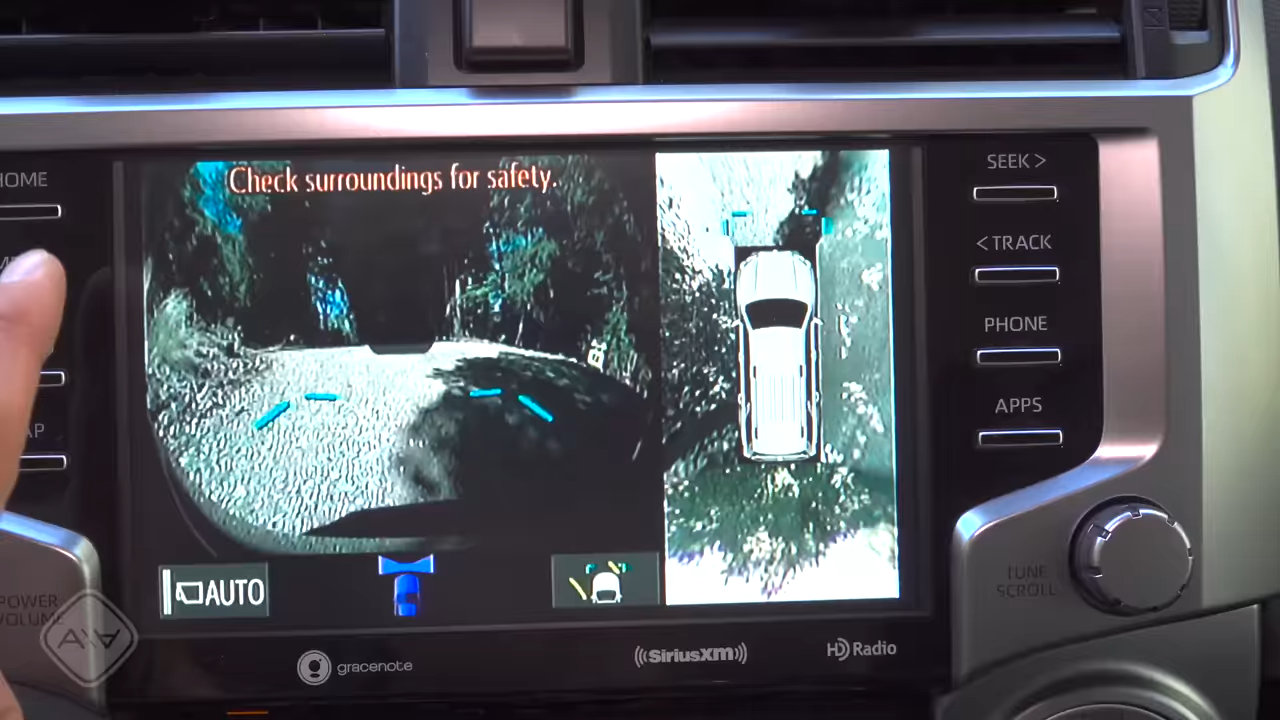 HOME
Check surroundings for safety.
SEEK >
< TRACK
PHONE
APPS
AUTO
TUNE
SCROLL
POWER
VOLUME
gracenote
SiriusXM
HD Radio